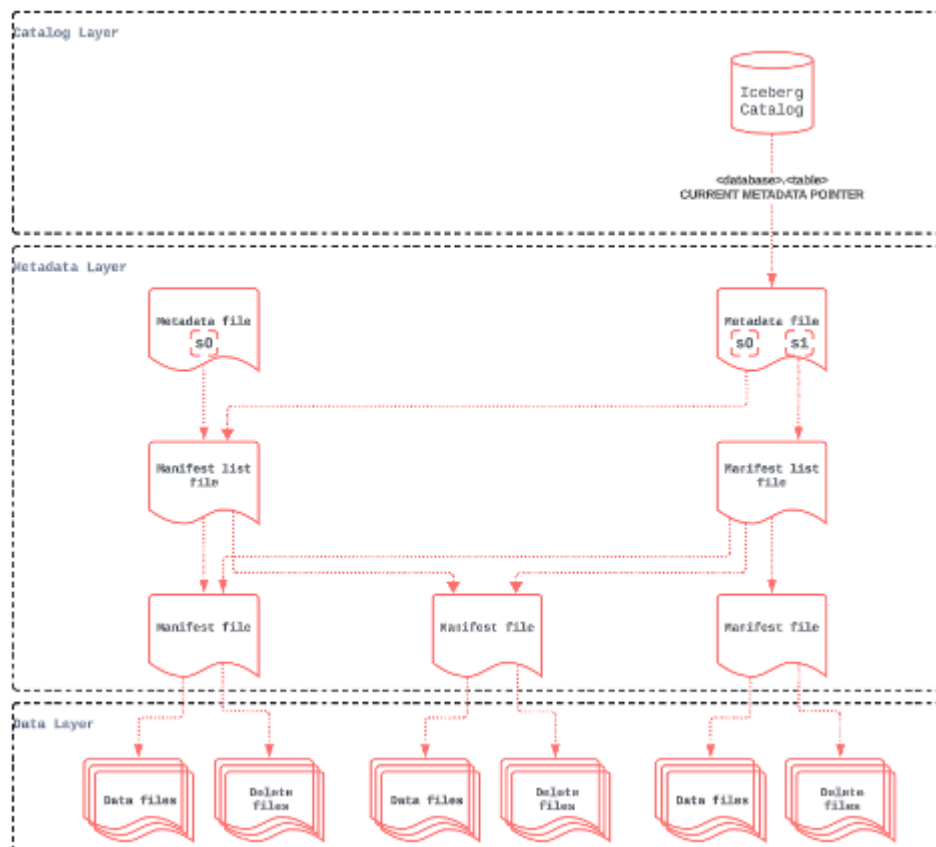 Catalog Layer
Iceberg
Catalog
<database>.<table>
CURRENT METADATA POINTER
Metadata Layer
Metadata file
s0
Metadata file
s0 s1
Manifest list
file
Manifest list
file
Manifest file
Manifest file
Manifest file
Data Layer
Data files
Delete
files
Data files
Delete
files
Data files
Delete
files